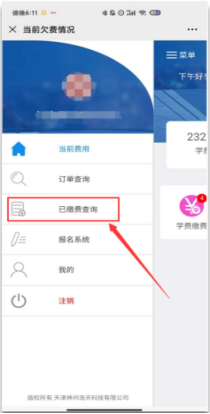 傍晚6:11
当前欠费情况
菜单
下午好
232
学
当前费用
订单查询
已缴费查询
4
学费缴费
报名系统
我的
注销
版权所有 天津神州浩天科技有限公司